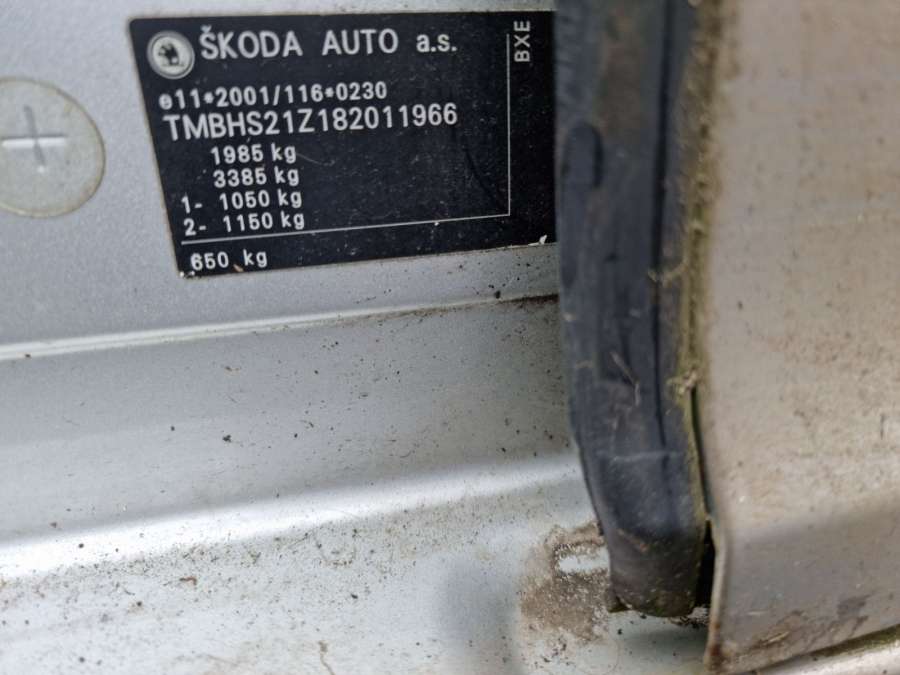 ŠKODA AUTO a.s.
BXE
e11*2001/116*0230
TMBHS21Z182011966
1985 kg
3385 kg
1- 1050 kg
2- 1150 kg
650 kg